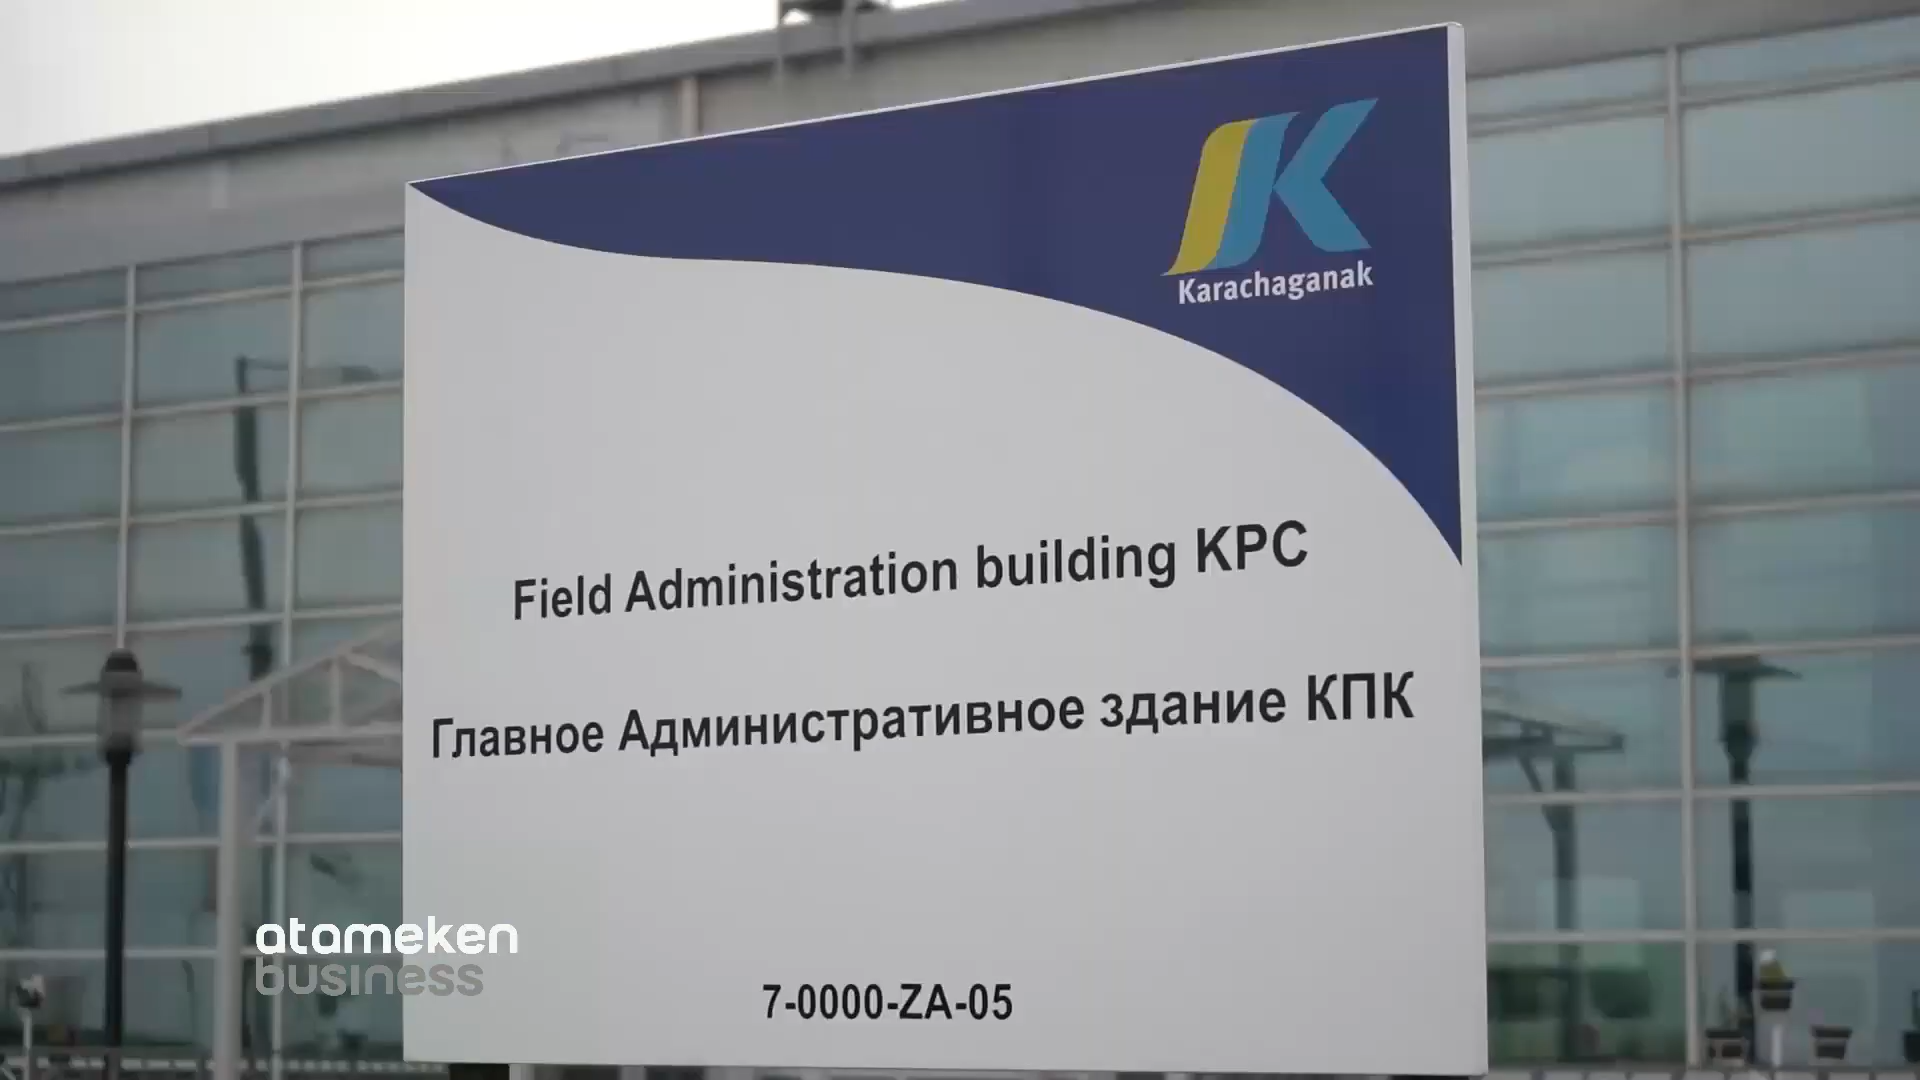 Karachaganak
Field Administration building KPC
Главное Административное здание КПК
7-0000-ZA-05
atameken
business